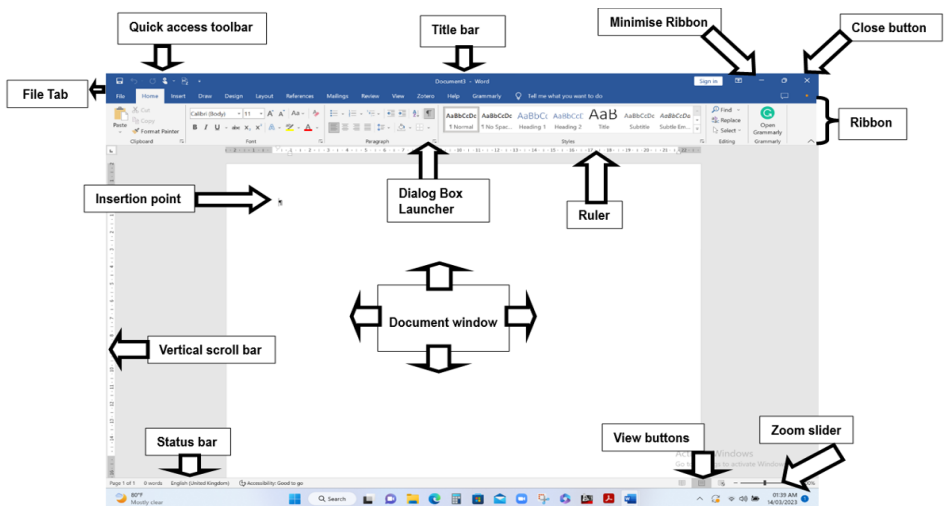 Quick access toolbar
Title bar
Minimise Ribbon
Close button
Document3 - Word
Sign in
File Tab
File Home Insert Draw Design Layout References Mailings Review View Zotero Help Grammarly Tell me what you want to do
Ribbon
Paste
Cut
Copy
Format Painter
Clipboard
Calibri (Body) 11
Font
Paragraph
AaBbCcDc AaBbCcDc AaBbCc AaBbCcC AaB AaBbCcDc AaBbCcDa
¶ Normal ¶ No Spac... Heading 1 Heading 2 Title Subtitle Subtle Em...
Styles
Find
Replace
Select
Editing
Open
Grammarly
Grammarly
Insertion point
Dialog Box
Launcher
Ruler
Document window
Vertical scroll bar
Status bar
View buttons
Zoom slider
Page 1 of 1 0 words English (United Kingdom) Accessibility: Good to go
80°F
Mostly clear
Search
01:39 AM
14/03/2023